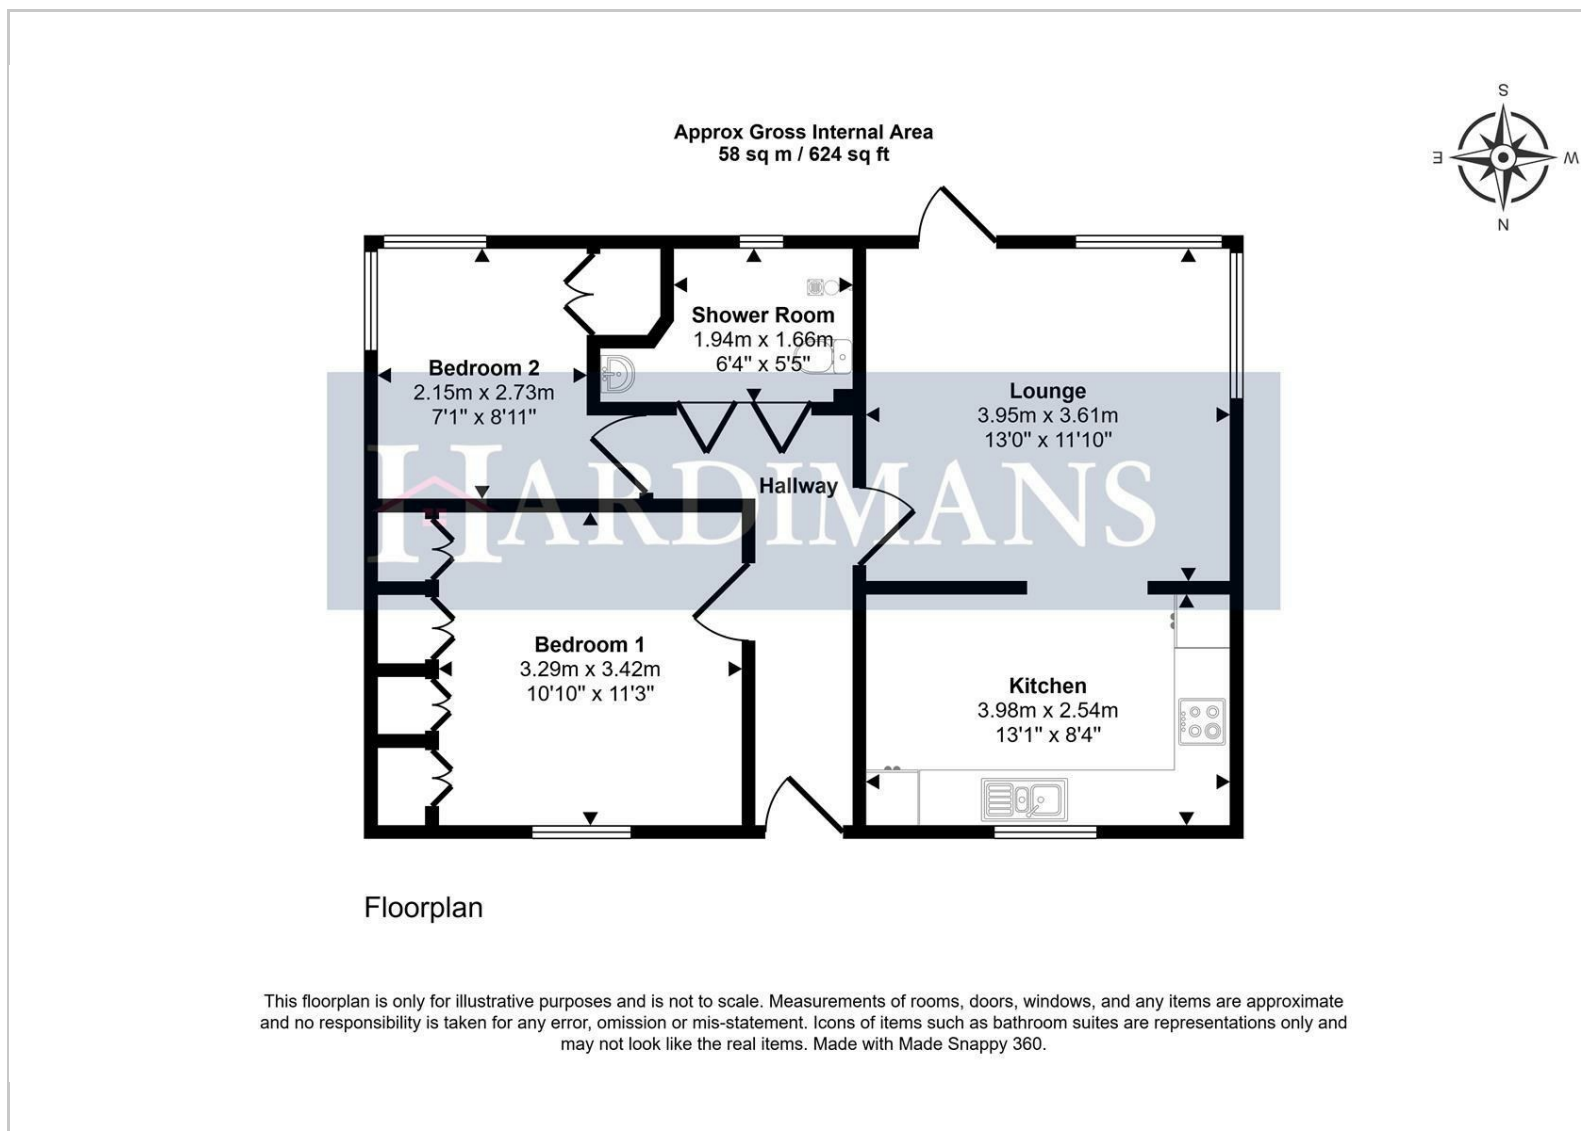 Approx Gross Internal Area
58 sq m / 624 sq ft
S
E
W
N
Shower Room
1.94m x 1.66m
6'4" x 5'5"
Bedroom 2
2.15m x 2.73m
7'1" x 8'11"
Lounge
3.95m x 3.61m
13'0" x 11'10"
Hallway
HARDIMANS
Bedroom 1
3.29m x 3.42m
10'10" x 11'3"
Kitchen
3.98m x 2.54m
13'1" x 8'4"
Floorplan
This floorplan is only for illustrative purposes and is not to scale. Measurements of rooms, doors, windows, and any items are approximate
and no responsibility is taken for any error, omission or mis-statement. Icons of items such as bathroom suites are representations only and
may not look like the real items. Made with Made Snappy 360.